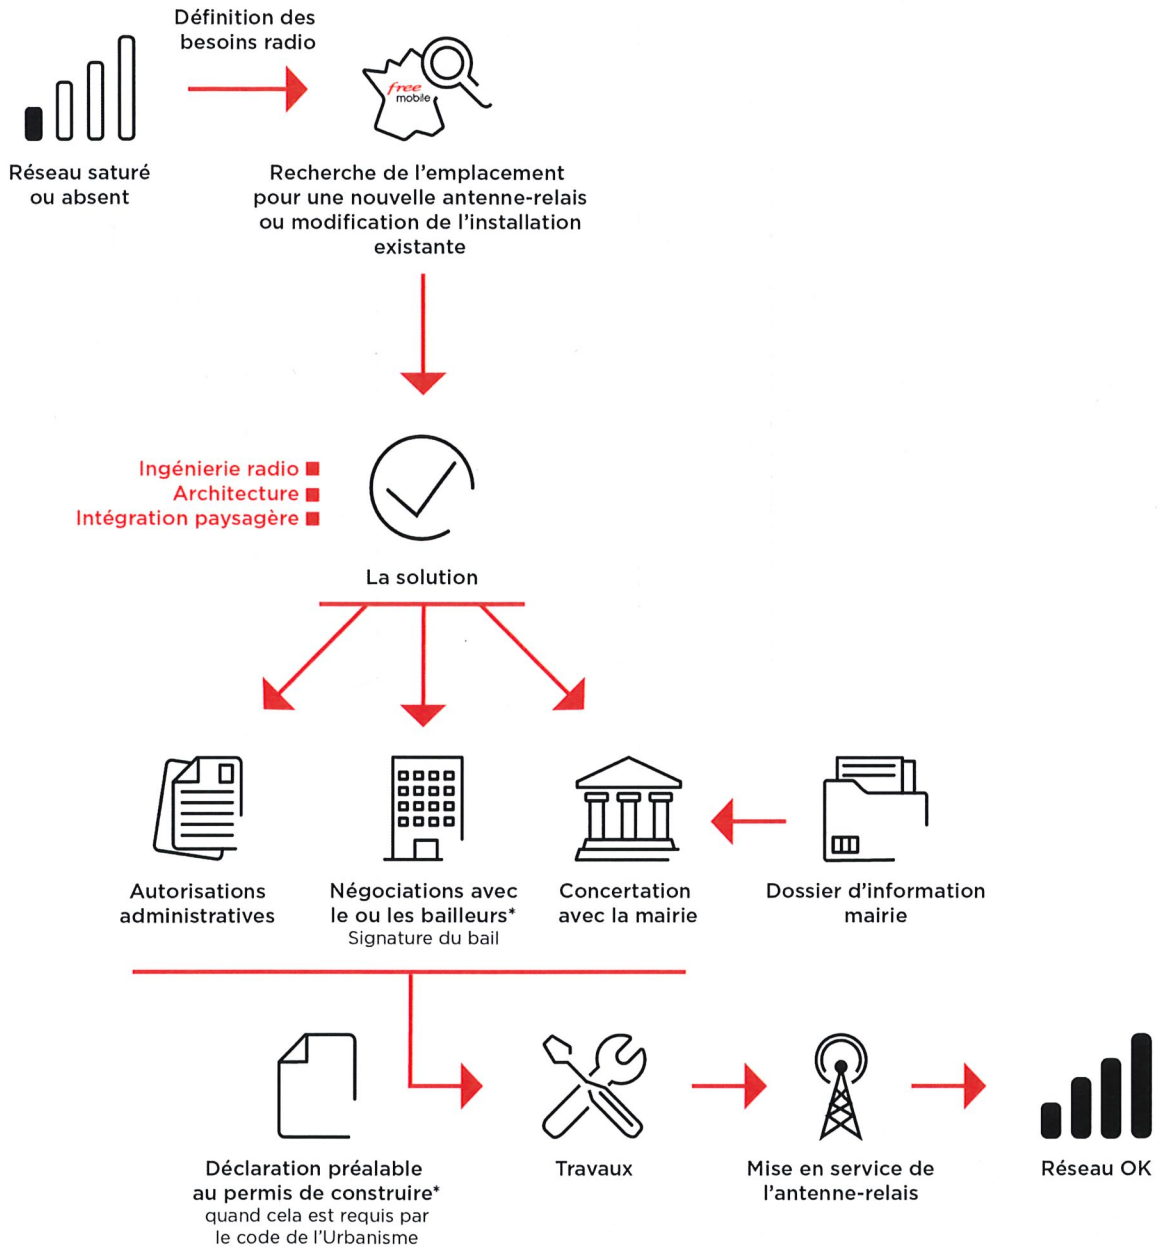 Définition des
besoins radio
free
mobile
Réseau saturé
ou absent
Recherche de l'emplacement
pour une nouvelle antenne-relais
ou modification de l'installation
existante
Ingénierie radio
Architecture
Intégration paysagère
La solution
Autorisations
administratives
Négociations avec
le ou les bailleurs*
Signature du bail
Concertation
avec la mairie
Dossier d'information
mairie
Déclaration préalable
au permis de construire*
quand cela est requis par
le code de l'Urbanisme
Travaux
Mise en service de
l'antenne-relais
Réseau OK